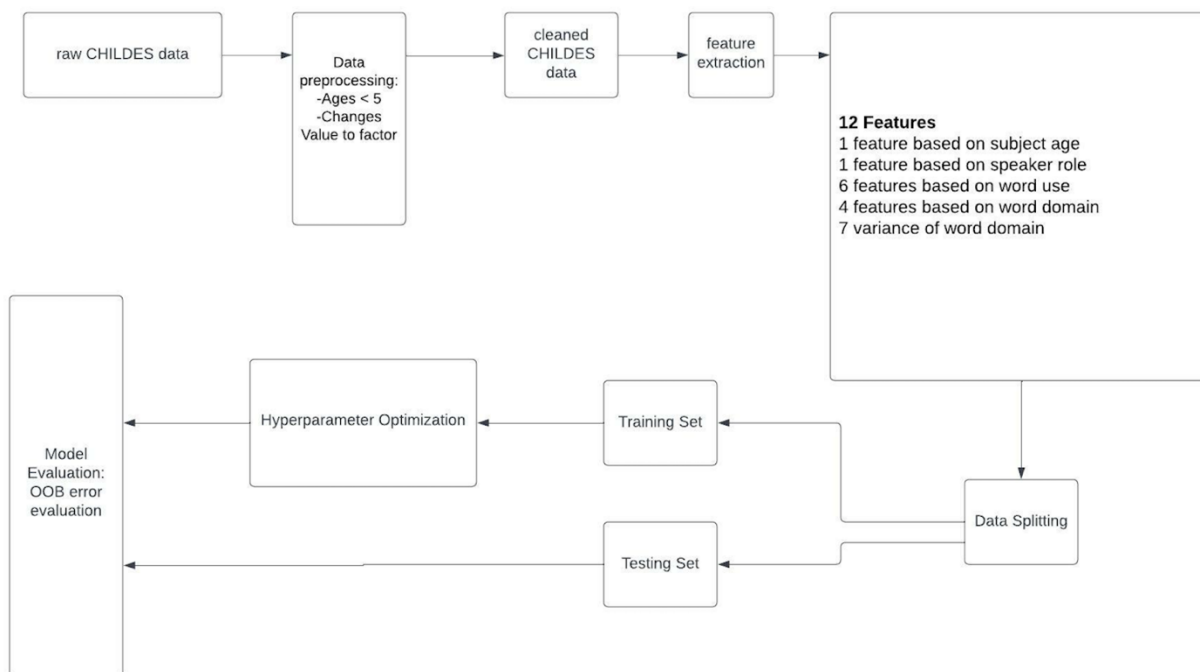 raw CHILDES data
Data
preprocessing:
-Ages < 5
-Changes
Value to factor
cleaned
CHILDES
data
feature
extraction
12 Features
1 feature based on subject age
1 feature based on speaker role
6 features based on word use
4 features based on word domain
7 variance of word domain
Model
Evaluation:
OOB error
evaluation
Hyperparameter Optimization
Training Set
Data Splitting
Testing Set